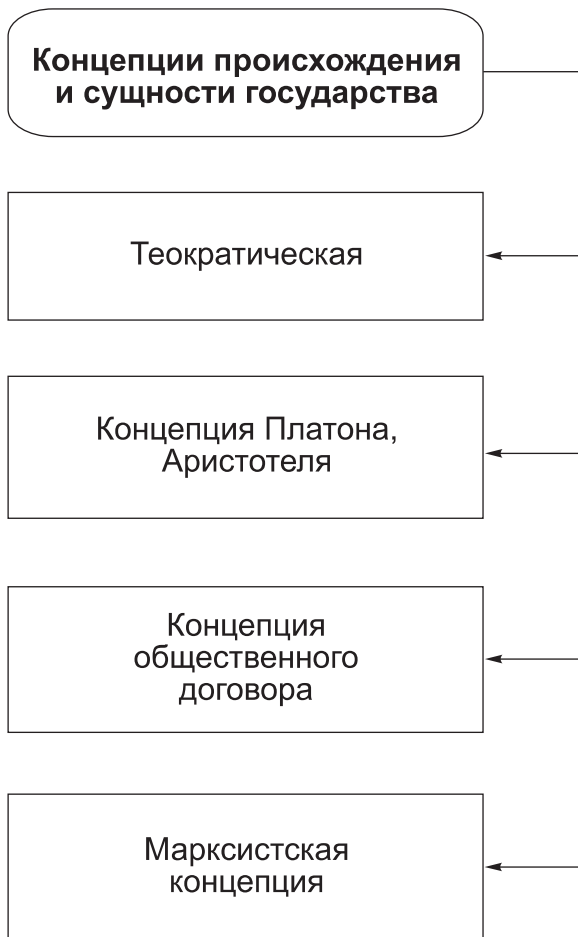 Концепции происхождения
и сущности государства
Теократическая
Концепция Платона,
Аристотеля
Концепция
общественного
договора
Марксистская
концепция